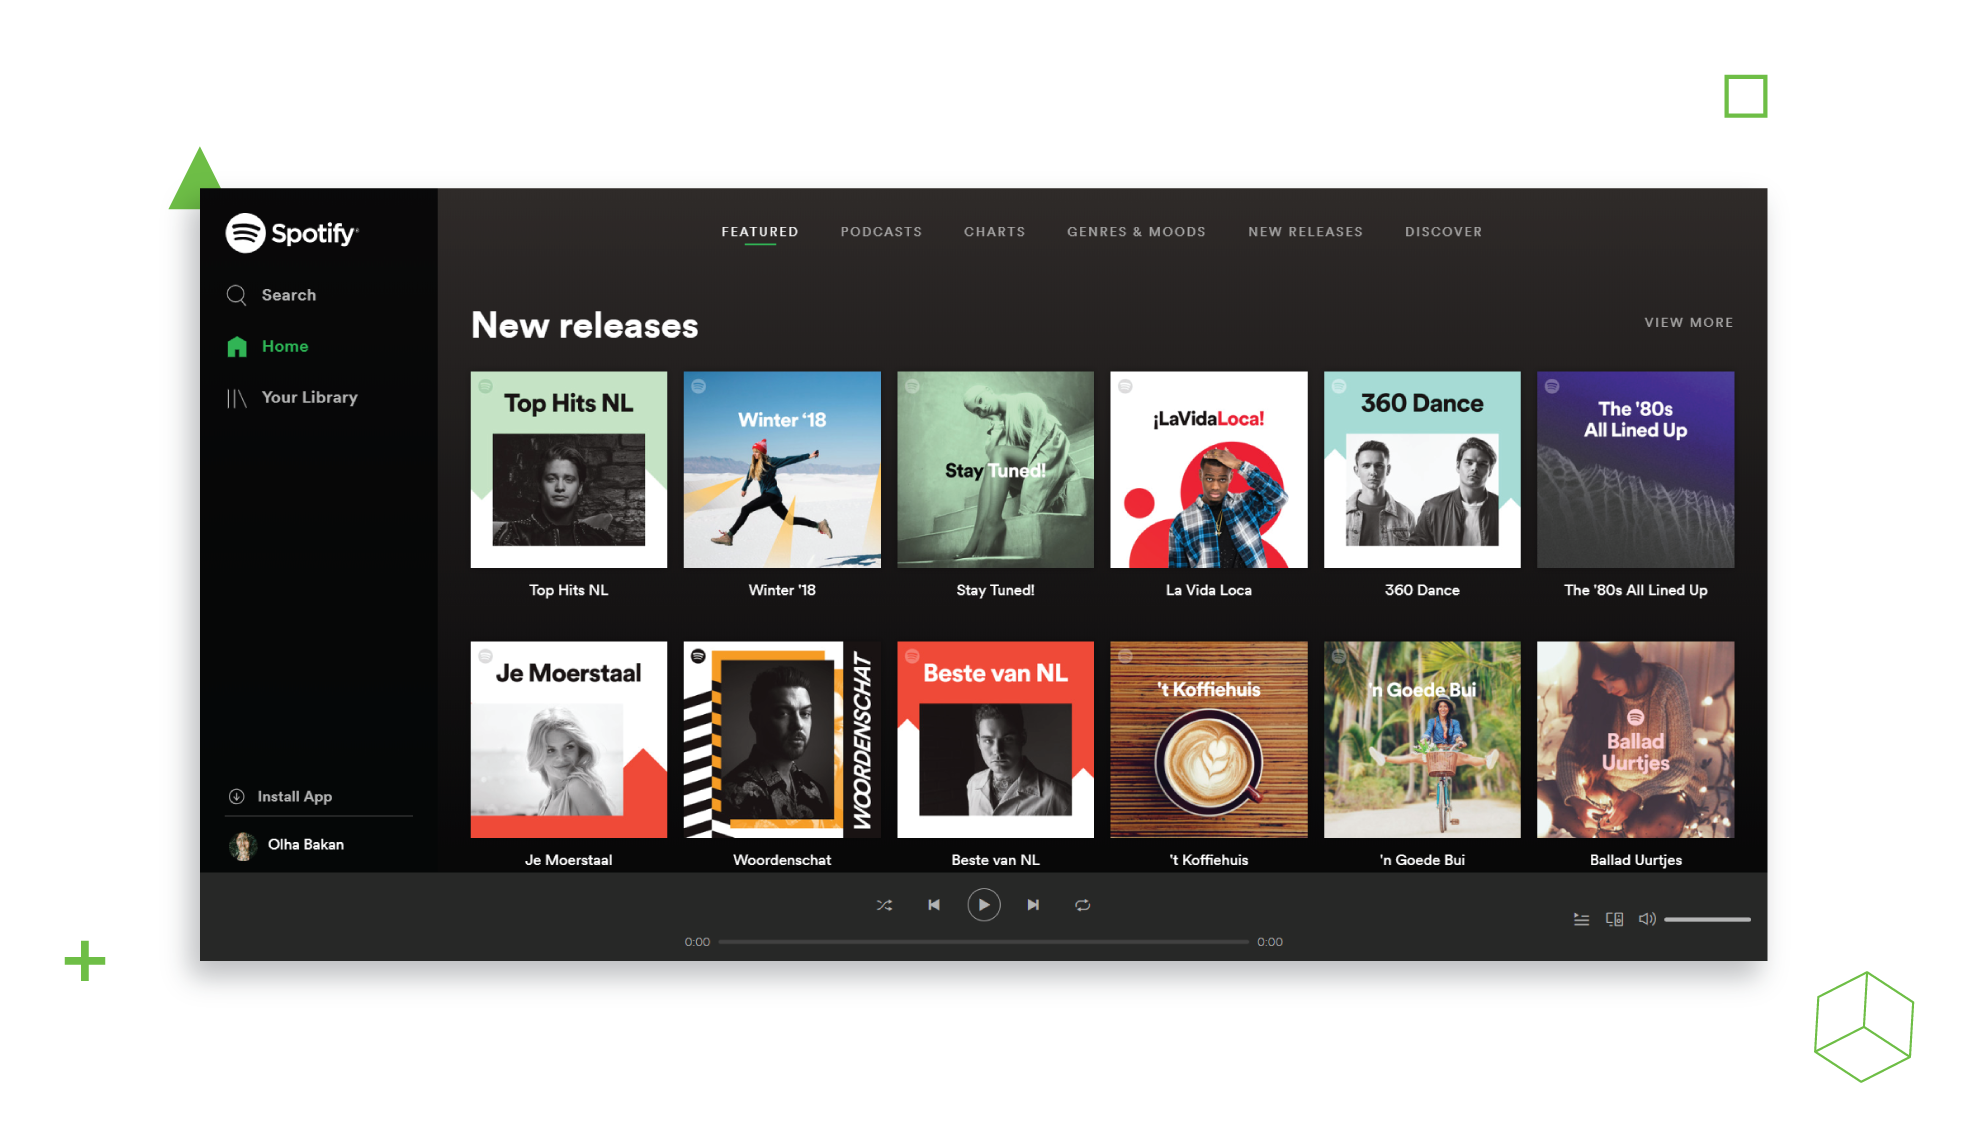 Spotify®
Search
Home
Your Library
Install App
Olha Bakan
FEATURED PODCASTS CHARTS GENRES & MOODS NEW RELEASES DISCOVER
New releases
VIEW MORE
Top Hits NL
Winter ‘18
Stay Tuned!
¡LaVidaLoca!
360 Dance
The '80s
All Lined Up
Top Hits NL
Winter '18
Stay Tuned!
La Vida Loca
360 Dance
The '80s All Lined Up
Je Moerstaal
WOORDENSCHAT
Beste van NL
't Koffiehuis
'n Goede Bui
Ballad
Uurtjes
Je Moerstaal
Woordenschat
Beste van NL
't Koffiehuis
'n Goede Bui
Ballad Uurtjes
0:00
0:00